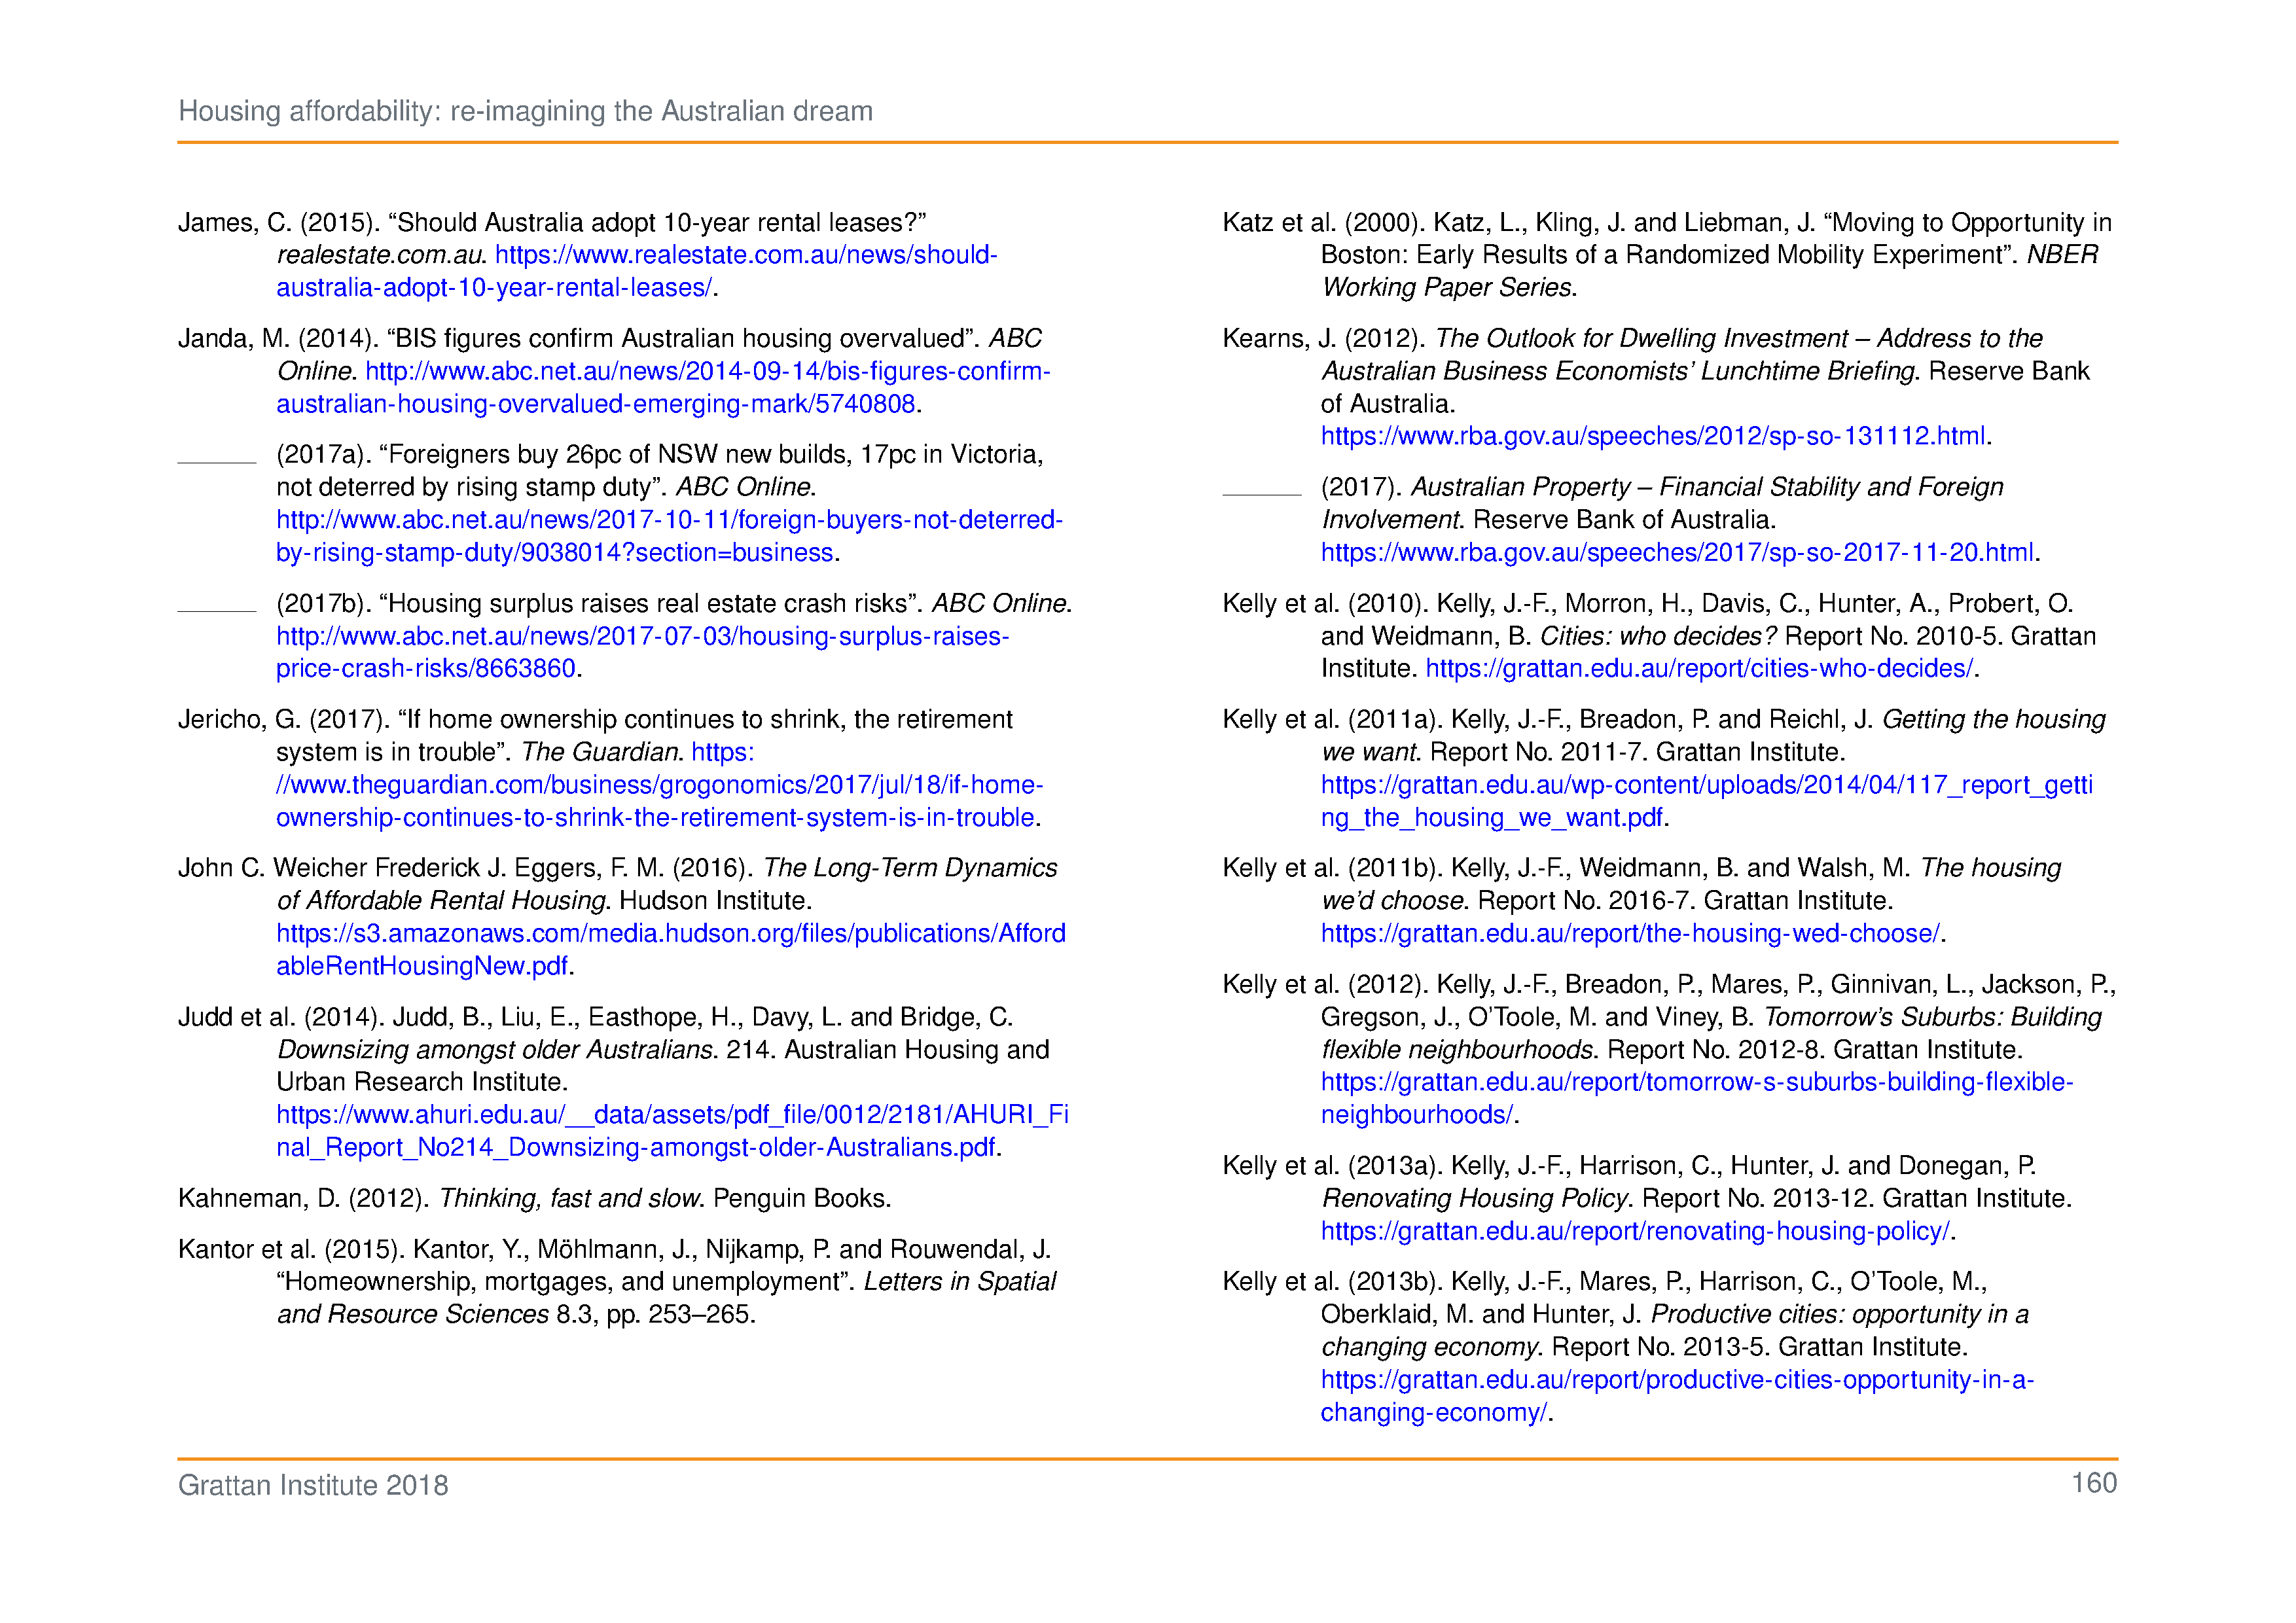 Housing affordability: re-imagining the Australian dream
James, C. (2015). “Should Australia adopt 10-year rental leases?”
realestate.com.au. https://www.realestate.com.au/news/should-
australia-adopt-10-year-rental-leases/.
Janda, M. (2014). “BIS figures confirm Australian housing overvalued”. ABC
Online. http://www.abc.net.au/news/2014-09-14/bis-figures-confirm-
australian-housing-overvalued-emerging-mark/5740808.
(2017a). “Foreigners buy 26pc of NSW new builds, 17pc in Victoria,
not deterred by rising stamp duty”. ABC Online.
http://www.abc.net.au/news/2017-10-11/foreign-buyers-not-deterred-
by-rising-stamp-duty/9038014?section=business.
(2017b). “Housing surplus raises real estate crash risks”. ABC Online.
http://www.abc.net.au/news/2017-07-03/housing-surplus-raises-
price-crash-risks/8663860.
Jericho, G. (2017). “If home ownership continues to shrink, the retirement
system is in trouble”. The Guardian. https:
//www.theguardian.com/business/grogonomics/2017/jul/18/if-home-
ownership-continues-to-shrink-the-retirement-system-is-in-trouble.
John C. Weicher Frederick J. Eggers, F. M. (2016). The Long-Term Dynamics
of Affordable Rental Housing. Hudson Institute.
https://s3.amazonaws.com/media.hudson.org/files/publications/Afford
ableRentHousingNew.pdf.
Judd et al. (2014). Judd, B., Liu, E., Easthope, H., Davy, L. and Bridge, C.
Downsizing amongst older Australians. 214. Australian Housing and
Urban Research Institute.
https://www.ahuri.edu.au/__data/assets/pdf_file/0012/2181/AHURI_Fi
nal_Report_No214_Downsizing-amongst-older-Australians.pdf.
Kahneman, D. (2012). Thinking, fast and slow. Penguin Books.
Kantor et al. (2015). Kantor, Y., Möhlmann, J., Nijkamp, P. and Rouwendal, J.
“Homeownership, mortgages, and unemployment”. Letters in Spatial
and Resource Sciences 8.3, pp. 253–265.
Katz et al. (2000). Katz, L., Kling, J. and Liebman, J. “Moving to Opportunity in
Boston: Early Results of a Randomized Mobility Experiment”. NBER
Working Paper Series.
Kearns, J. (2012). The Outlook for Dwelling Investment – Address to the
Australian Business Economists’ Lunchtime Briefing. Reserve Bank
of Australia.
https://www.rba.gov.au/speeches/2012/sp-so-131112.html.
(2017). Australian Property – Financial Stability and Foreign
Involvement. Reserve Bank of Australia.
https://www.rba.gov.au/speeches/2017/sp-so-2017-11-20.html.
Kelly et al. (2010). Kelly, J.-F., Morron, H., Davis, C., Hunter, A., Probert, O.
and Weidmann, B. Cities: who decides? Report No. 2010-5. Grattan
Institute. https://grattan.edu.au/report/cities-who-decides/.
Kelly et al. (2011a). Kelly, J.-F., Breadon, P. and Reichl, J. Getting the housing
we want. Report No. 2011-7. Grattan Institute.
https://grattan.edu.au/wp-content/uploads/2014/04/117_report_getti
ng_the_housing_we_want.pdf.
Kelly et al. (2011b). Kelly, J.-F., Weidmann, B. and Walsh, M. The housing
we’d choose. Report No. 2016-7. Grattan Institute.
https://grattan.edu.au/report/the-housing-wed-choose/.
Kelly et al. (2012). Kelly, J.-F., Breadon, P., Mares, P., Ginnivan, L., Jackson, P.,
Gregson, J., O’Toole, M. and Viney, B. Tomorrow’s Suburbs: Building
flexible neighbourhoods. Report No. 2012-8. Grattan Institute.
https://grattan.edu.au/report/tomorrow-s-suburbs-building-flexible-
neighbourhoods/.
Kelly et al. (2013a). Kelly, J.-F., Harrison, C., Hunter, J. and Donegan, P.
Renovating Housing Policy. Report No. 2013-12. Grattan Institute.
https://grattan.edu.au/report/renovating-housing-policy/.
Kelly et al. (2013b). Kelly, J.-F., Mares, P., Harrison, C., O’Toole, M.,
Oberklaid, M. and Hunter, J. Productive cities: opportunity in a
changing economy. Report No. 2013-5. Grattan Institute.
https://grattan.edu.au/report/productive-cities-opportunity-in-a-
changing-economy/.
Grattan Institute 2018
160